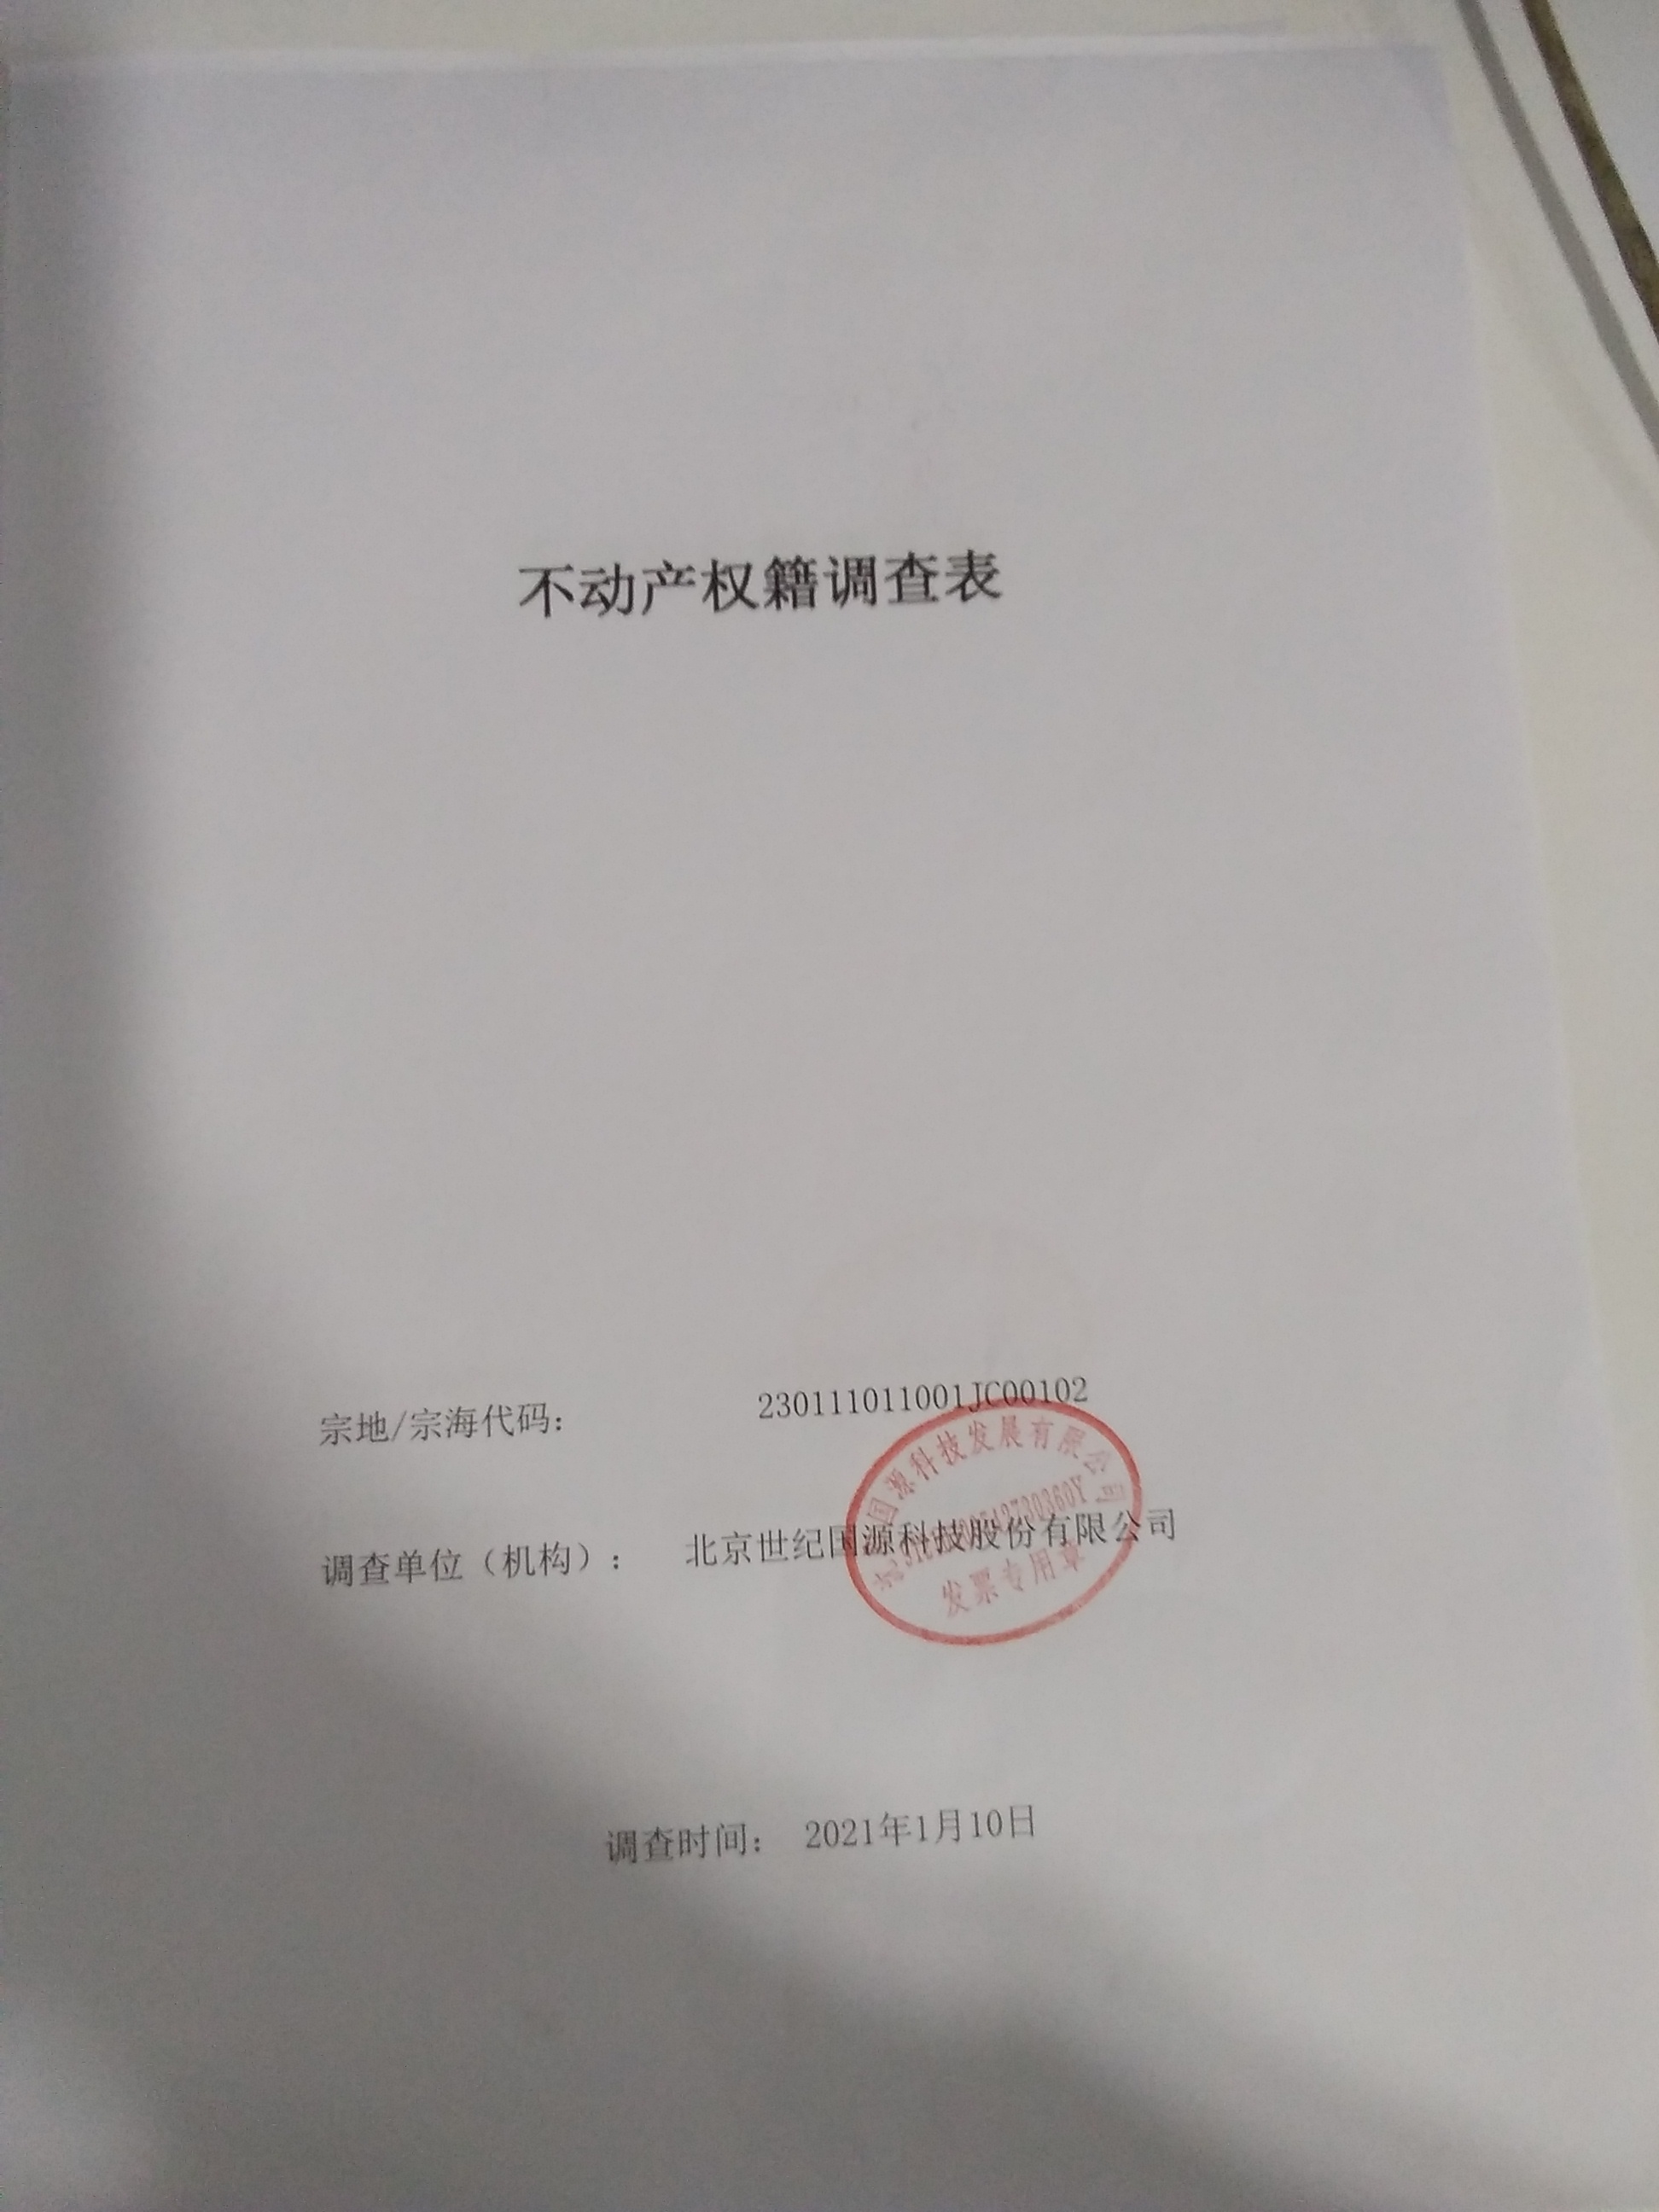 不动产权籍调查表
宗地/宗海代码： 230111011001JC00102
国源科技发展有限公司
发票专用章
调查单位（机构）： 北京世纪国源科技股份有限公司
调查时间： 2021年1月10日